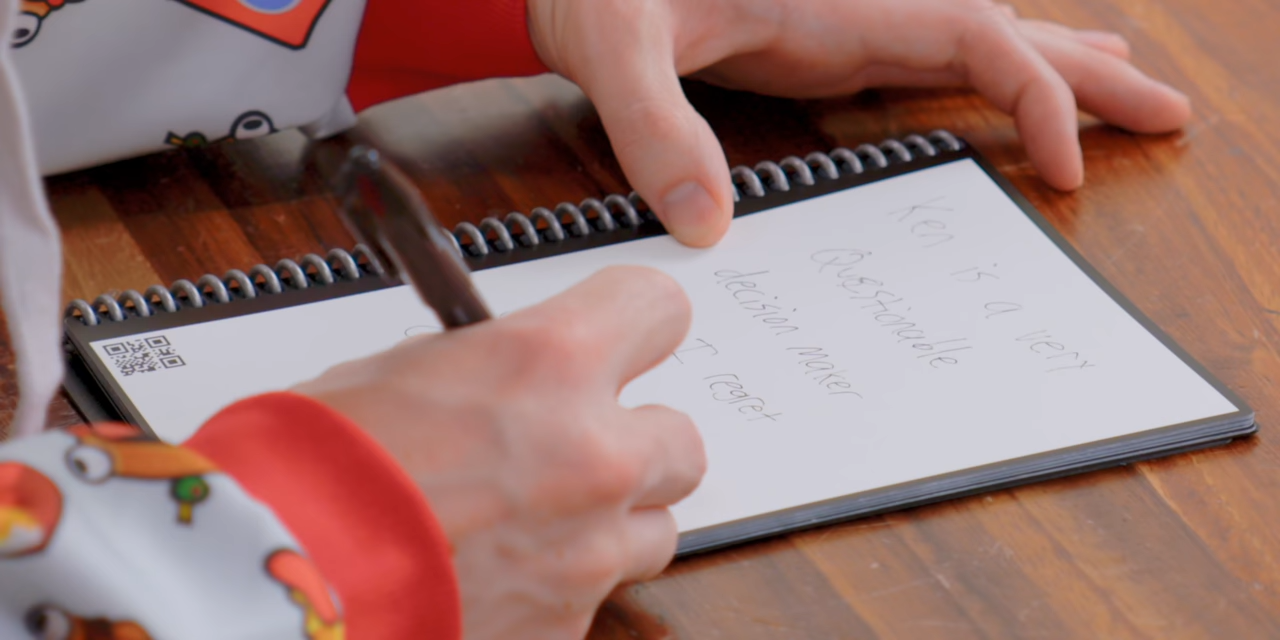 Ken is a very
Questionable
decision maker
I regret